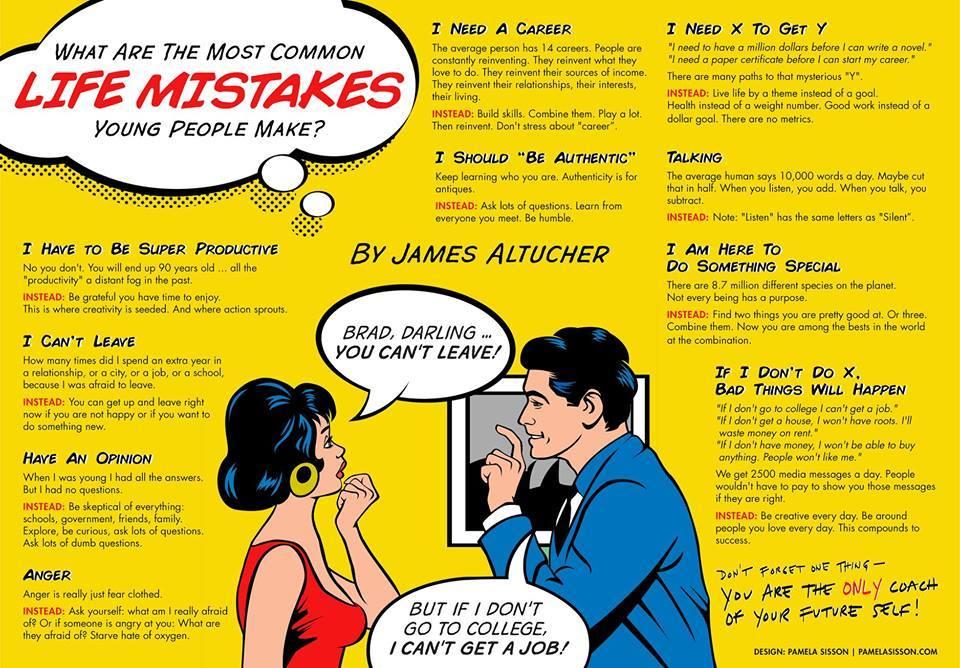 WHAT ARE THE MOST COMMON
LIFE MISTAKES
YOUNG PEOPLE MAKE?
I HAVE TO BE SUPER PRODUCTIVE
No you don't. You will end up 90 years old ... all the
"productivity" a distant fog in the past.
INSTEAD: Be grateful you have time to enjoy.
This is where creativity is seeded. And where action sprouts.
I CAN'T LEAVE
How many times did I spend an extra year in
a relationship, or a city, or a job, or a school,
because I was afraid to leave.
INSTEAD: You can get up and leave right
now if you are not happy or if you want to
do something new.
HAVE AN OPINION
When I was young I had all the answers.
But I had no questions.
INSTEAD: Be skeptical of everything:
schools, government, friends, family.
Explore, be curious, ask lots of questions.
Ask lots of dumb questions.
ANGER
Anger is really just fear clothed.
INSTEAD: Ask yourself: what am I really afraid
of? Or if someone is angry at you: What are
they afraid of? Starve hate of oxygen.
I NEED A CAREER
The average person has 14 careers. People are
constantly reinventing. They reinvent what they
love to do. They reinvent their sources of income.
They reinvent their relationships, their interests,
their living.
INSTEAD: Build skills. Combine them. Play a lot.
Then reinvent. Don't stress about "career".
I SHOULD "BE AUTHENTIC"
Keep learning who you are. Authenticity is for
antiques.
INSTEAD: Ask lots of questions. Learn from
everyone you meet. Be humble.
BY JAMES ALTUCHER
BRAD, DARLING ...
YOU CAN'T LEAVE!
BUT IF I DON'T
GO TO COLLEGE,
I CAN'T GET A JOB!
I NEED X TO GET Y
"I need to have a million dollars before I can write a novel."
"I need a paper certificate before I can start my career."
There are many paths to that mysterious "Y".
INSTEAD: Live life by a theme instead of a goal.
Health instead of a weight number. Good work instead of a
dollar goal. There are no metrics.
TALKING
The average human says 10,000 words a day. Maybe cut
that in half. When you listen, you add. When you talk, you
subtract.
INSTEAD: Note: "Listen" has the same letters as "Silent".
I AM HERE TO
DO SOMETHING SPECIAL
There are 8.7 million different species on the planet.
Not every being has a purpose.
INSTEAD: Find two things you are pretty good at. Or three.
Combine them. Now you are among the bests in the world
at the combination.
IF I DON'T DO X,
BAD THINGS WILL HAPPEN
"If I don't go to college I can't get a job."
"If I don't get a house, I won't have roots. I'll
waste money on rent."
"If I don't have money, I won't be able to buy
anything. People won't like me."
We get 2500 media messages a day. People
wouldn't have to pay to show you those messages
if they are right.
INSTEAD: Be creative every day. Be around
people you love every day. This compounds to
success.
DON'T FORGET ONE THING—
YOU ARE THE ONLY COACH
OF YOUR FUTURE SELF!
DESIGN: PAMELA SISSON | PAMELASISSON.COM